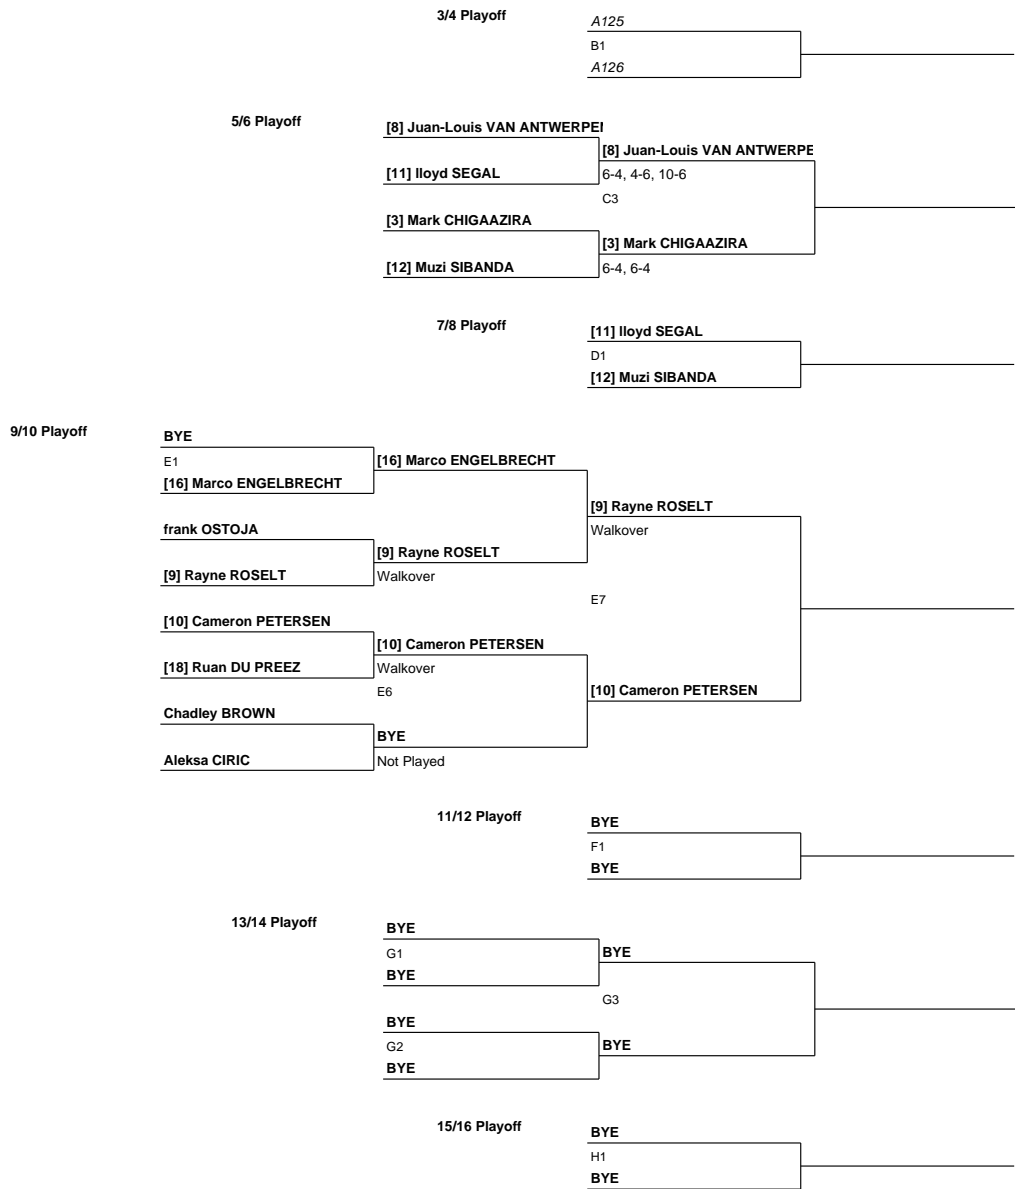 3/4 Playoff
A125
B1
A126
5/6 Playoff
[8] Juan-Louis VAN ANTWERPEI
[8] Juan-Louis VAN ANTWERPE
[11] lloyd SEGAL
6-4, 4-6, 10-6
C3
[3] Mark CHIGAAZIRA
[3] Mark CHIGAAZIRA
[12] Muzi SIBANDA
6-4, 6-4
7/8 Playoff
[11] lloyd SEGAL
D1
[12] Muzi SIBANDA
9/10 Playoff
BYE
E1
[16] Marco ENGELBRECHT
[16] Marco ENGELBRECHT
[9] Rayne ROSELT
Walkover
frank OSTOJA
[9] Rayne ROSELT
[9] Rayne ROSELT
Walkover
E7
[10] Cameron PETERSEN
[10] Cameron PETERSEN
[18] Ruan DU PREEZ
Walkover
E6
[10] Cameron PETERSEN
Chadley BROWN
BYE
Aleksa CIRIC
Not Played
11/12 Playoff
BYE
F1
BYE
13/14 Playoff
BYE
G1
BYE
BYE
G3
BYE
G2
BYE
BYE
15/16 Playoff
BYE
H1
BYE